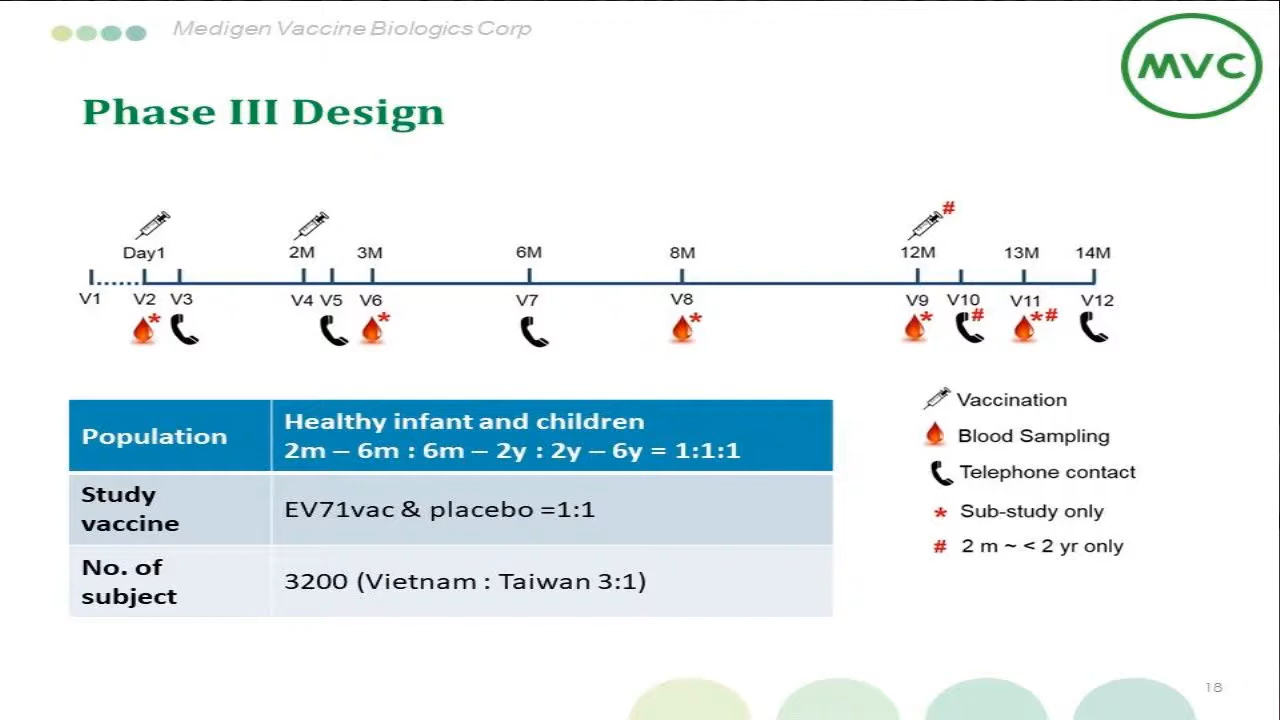 Medigen Vaccine Biologics Corp
MVC
Phase III Design
#
Day1 2M 3M 6M 8M 12M 13M 14M
V1 V2 V3 V4 V5 V6 V7 V8 V9 V10 V11 V12
* * * * # * #
Population
Healthy infant and children
2m – 6m : 6m – 2y : 2y – 6y = 1:1:1
Study
vaccine
EV71vac & placebo =1:1
No. of
subject
3200 (Vietnam : Taiwan 3:1)
Vaccination
Blood Sampling
Telephone contact
* Sub-study only
# 2 m ~ < 2 yr only
18